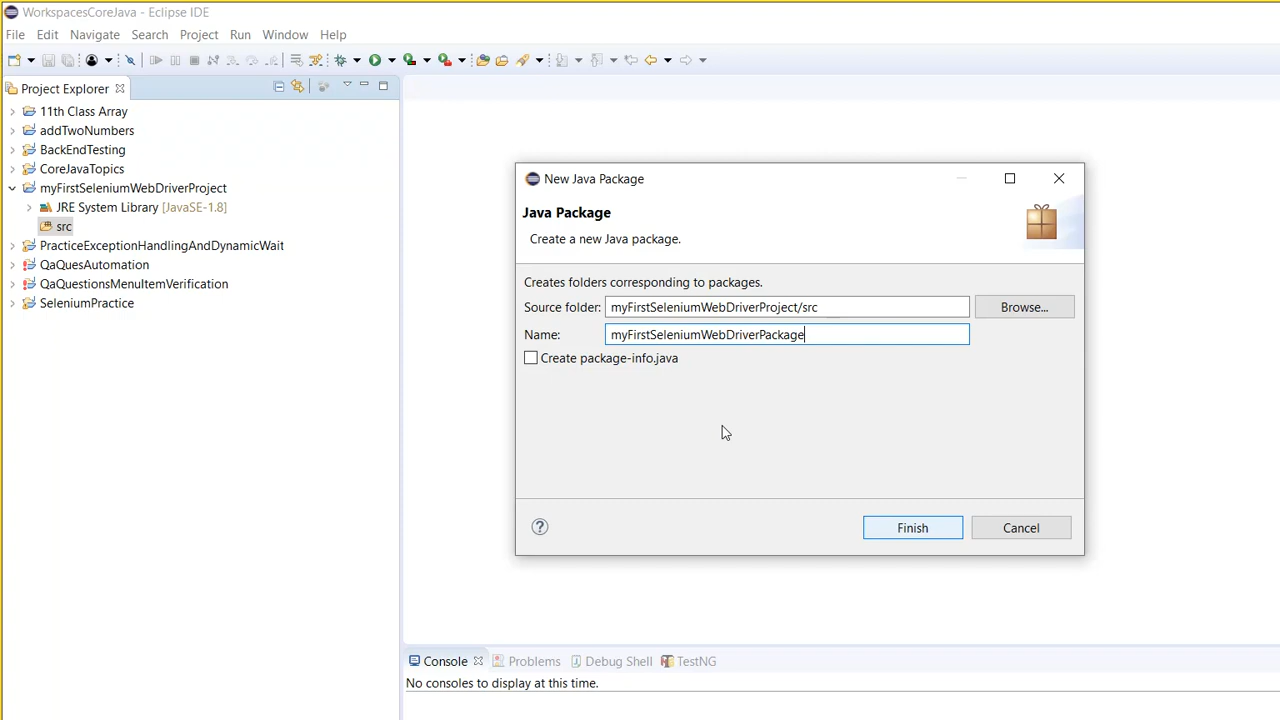 WorkspacesCoreJava - Eclipse IDE
File Edit Navigate Search Project Run Window Help
Project Explorer
11th Class Array
addTwoNumbers
BackEndTesting
CoreJavaTopics
myFirstSeleniumWebDriverProject
JRE System Library [JavaSE-1.8]
src
PracticeExceptionHandlingAndDynamicWait
QaQuesAutomation
QaQuestionsMenuItemVerification
SeleniumPractice
New Java Package
Java Package
Create a new Java package.
Creates folders corresponding to packages.
Source folder: myFirstSeleniumWebDriverProject/src Browse...
Name: myFirstSeleniumWebDriverPackage
Create package-info.java
? Finish Cancel
Console Problems Debug Shell TestNG
No consoles to display at this time.